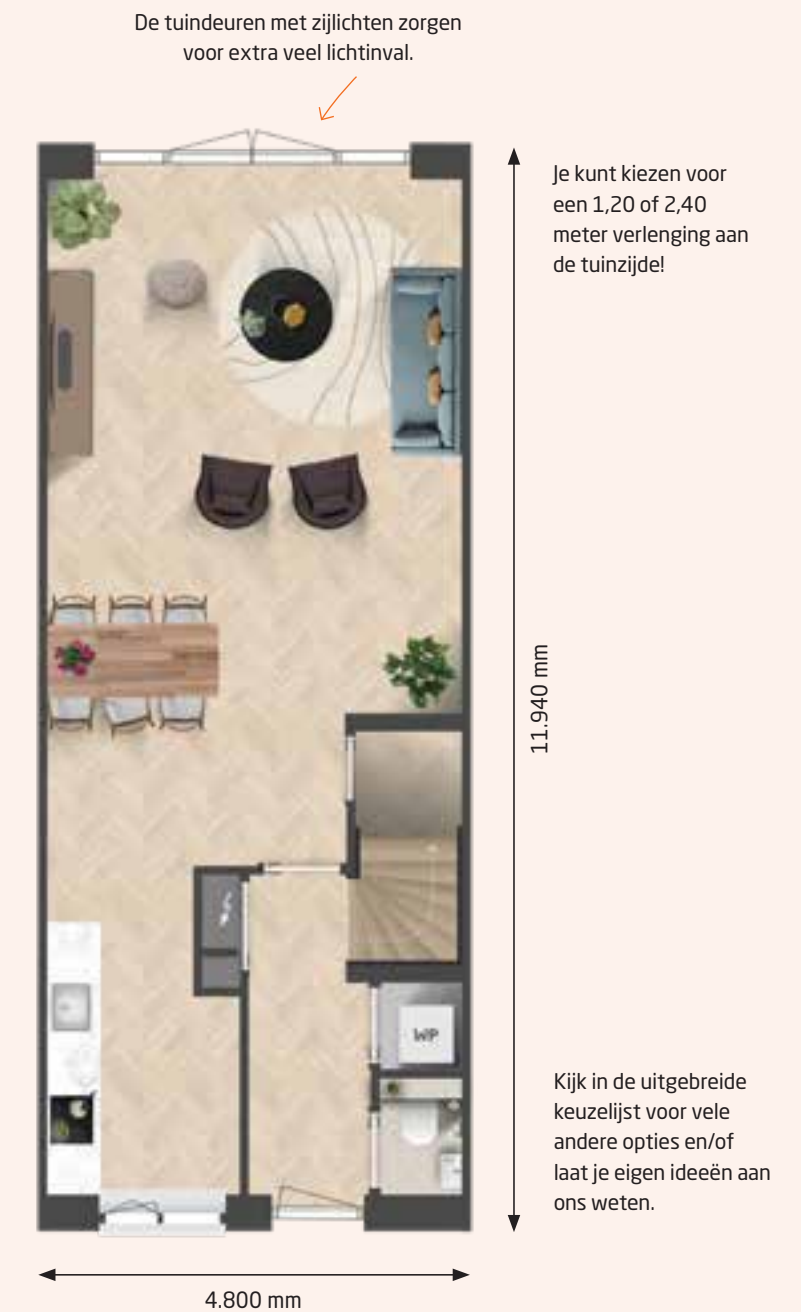 De tuindeuren met zijlichten zorgen
voor extra veel lichtinval.
Je kunt kiezen voor
een 1,20 of 2,40
meter verlenging aan
de tuinzijde!
11.940 mm
WP
Kijk in de uitgebreide
keuzelijst voor vele
andere opties en/of
laat je eigen ideeën aan
ons weten.
4.800 mm